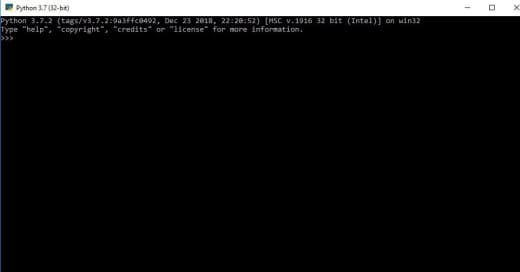 Python 3.7 (32-bit)
Python 3.7.2 (tags/v3.7.2:9a3ffc0492, Dec 23 2018, 22:20:52) [MSC v.1916 32 bit (Intel)] on win32
Type "help", "copyright", "credits" or "license" for more information.
>>>